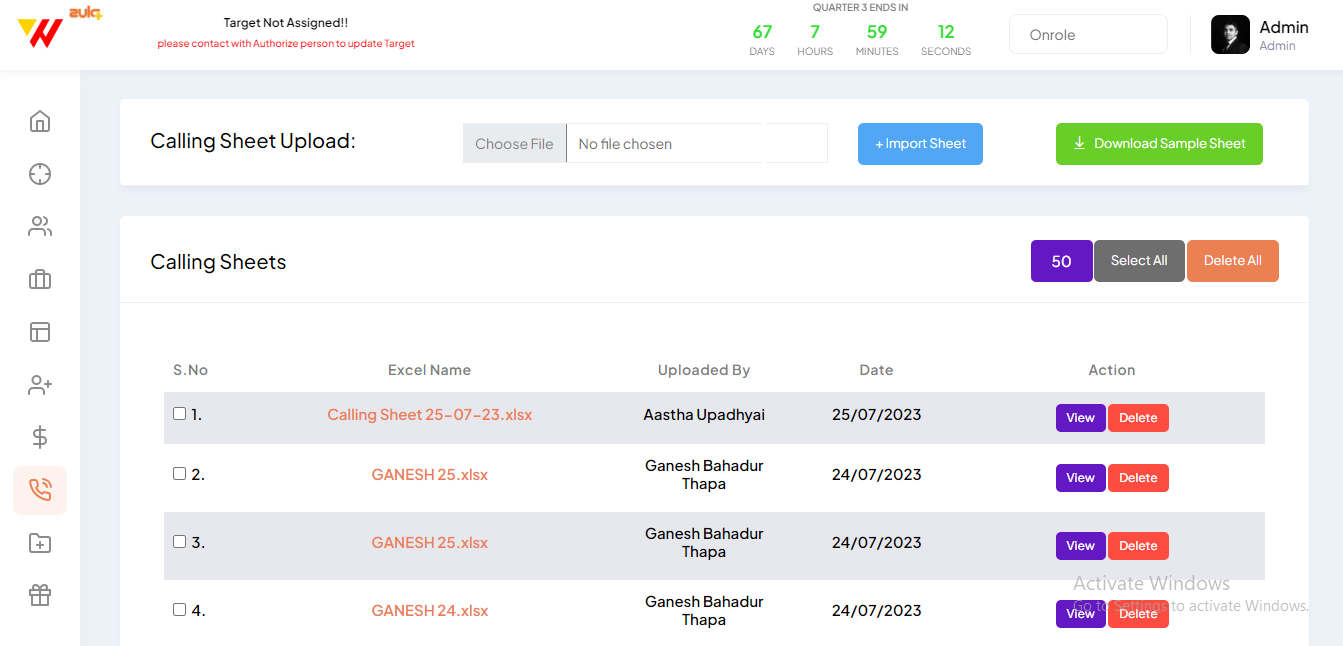 zulq
Target Not Assigned!!
please contact with Authorize person to update Target
QUARTER 3 ENDS IN
67 7 59 12
DAYS HOURS MINUTES SECONDS
Onrole
Admin
Admin
Calling Sheet Upload:
Choose File No file chosen
+ Import Sheet
Download Sample Sheet
Calling Sheets
50 Select All Delete All
S.No Excel Name Uploaded By Date Action
1. Calling Sheet 25-07-23.xlsx Aastha Upadhyai 25/07/2023 View Delete
2. GANESH 25.xlsx Ganesh Bahadur Thapa 24/07/2023 View Delete
3. GANESH 25.xlsx Ganesh Bahadur Thapa 24/07/2023 View Delete
4. GANESH 24.xlsx Ganesh Bahadur Thapa 24/07/2023 View Delete
Activate Windows
Go to Settings to activate Windows.